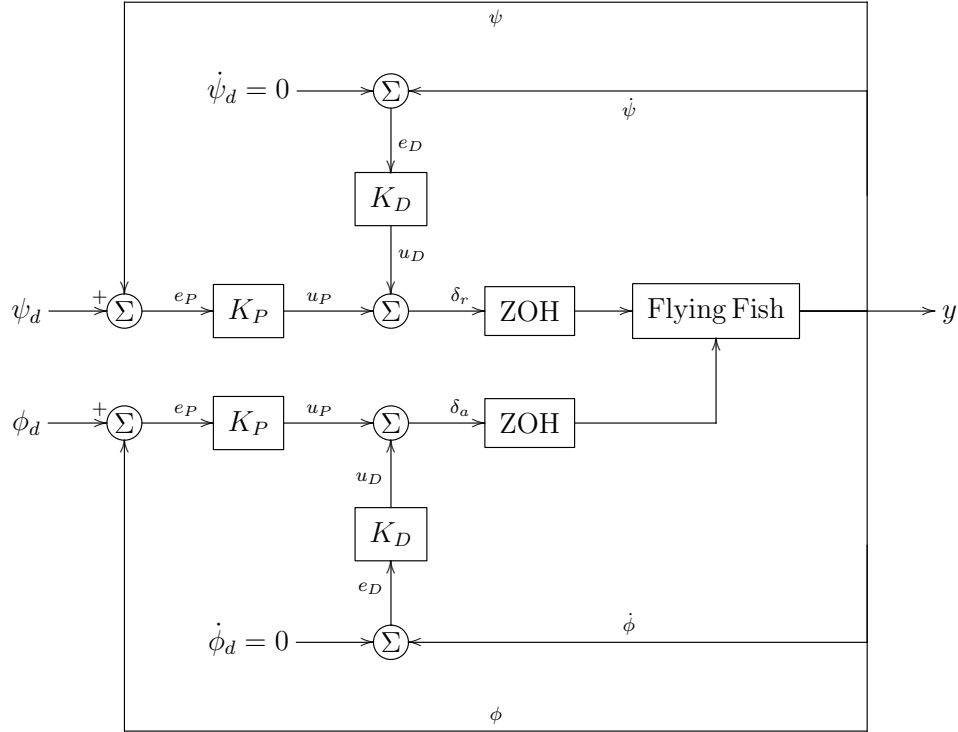 ψ
ψ̇_d = 0
Σ
ψ̇
e_D
K_D
u_D
ψ_d
+
Σ
e_P
K_P
u_P
Σ
δ_r
ZOH
Flying Fish
y
ϕ_d
+
Σ
e_P
K_P
u_P
Σ
δ_a
ZOH
u_D
K_D
e_D
ϕ̇_d = 0
Σ
ϕ̇
ϕ